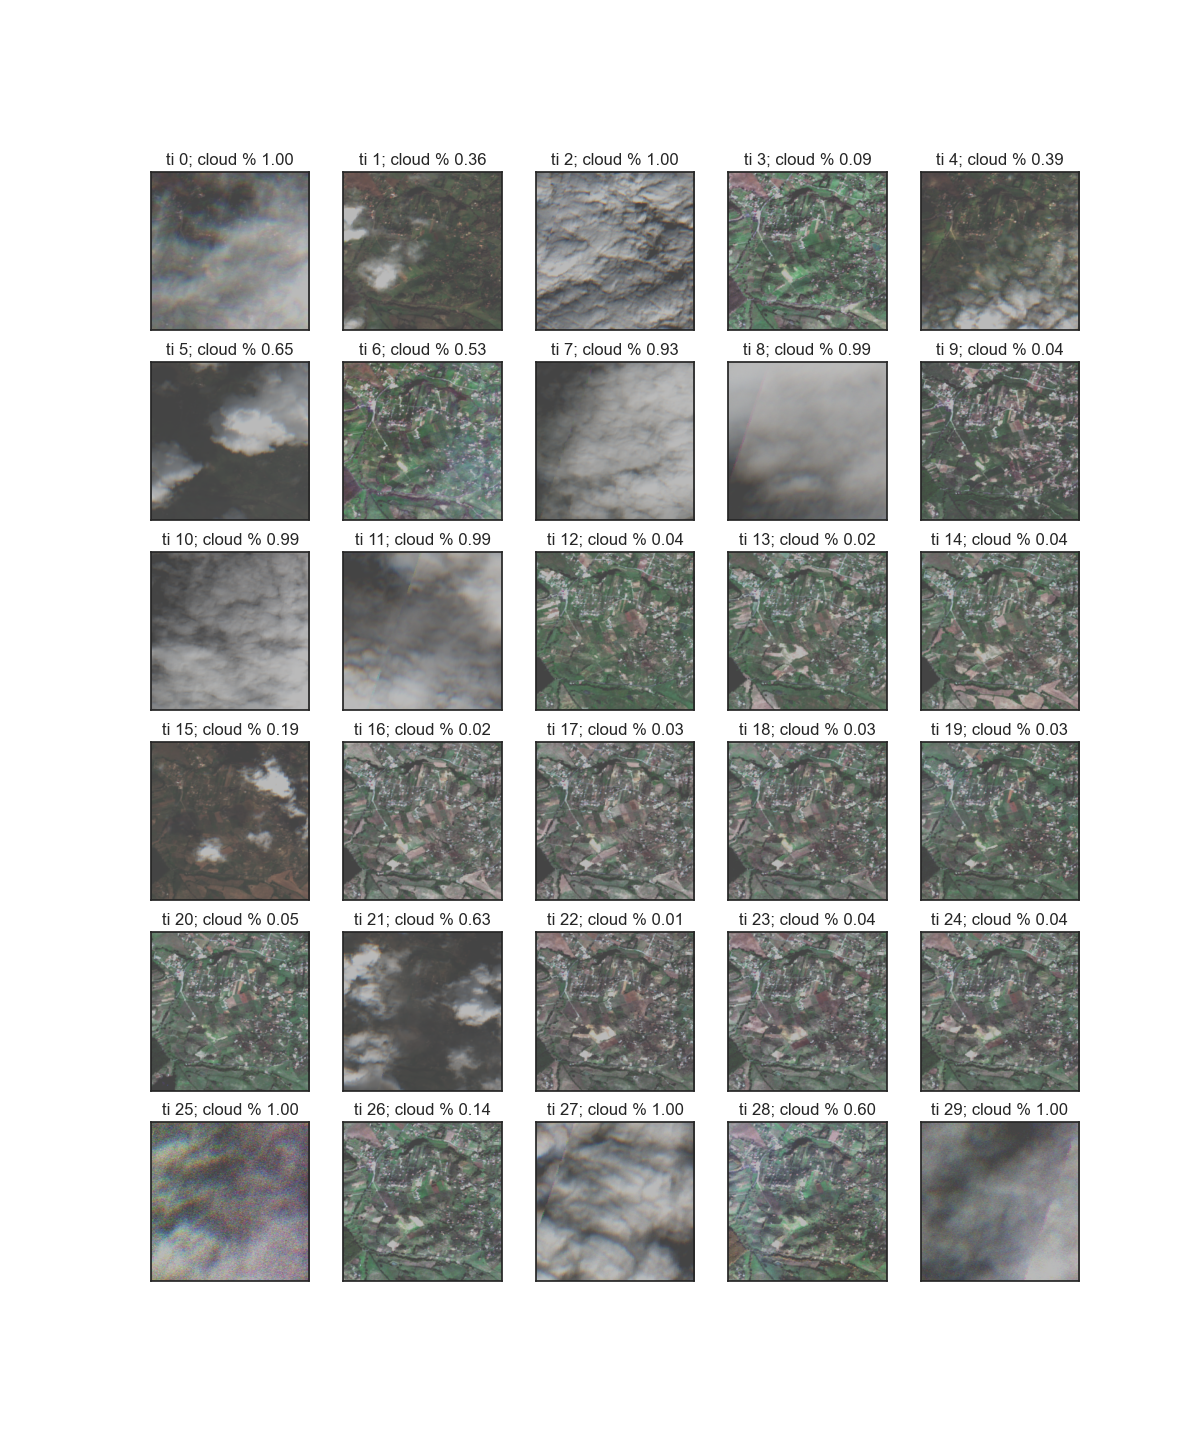 ti 0; cloud % 1.00
ti 1; cloud % 0.36
ti 2; cloud % 1.00
ti 3; cloud % 0.09
ti 4; cloud % 0.39
ti 5; cloud % 0.65
ti 6; cloud % 0.53
ti 7; cloud % 0.93
ti 8; cloud % 0.99
ti 9; cloud % 0.04
ti 10; cloud % 0.99
ti 11; cloud % 0.99
ti 12; cloud % 0.04
ti 13; cloud % 0.02
ti 14; cloud % 0.04
ti 15; cloud % 0.19
ti 16; cloud % 0.02
ti 17; cloud % 0.03
ti 18; cloud % 0.03
ti 19; cloud % 0.03
ti 20; cloud % 0.05
ti 21; cloud % 0.63
ti 22; cloud % 0.01
ti 23; cloud % 0.04
ti 24; cloud % 0.04
ti 25; cloud % 1.00
ti 26; cloud % 0.14
ti 27; cloud % 1.00
ti 28; cloud % 0.60
ti 29; cloud % 1.00